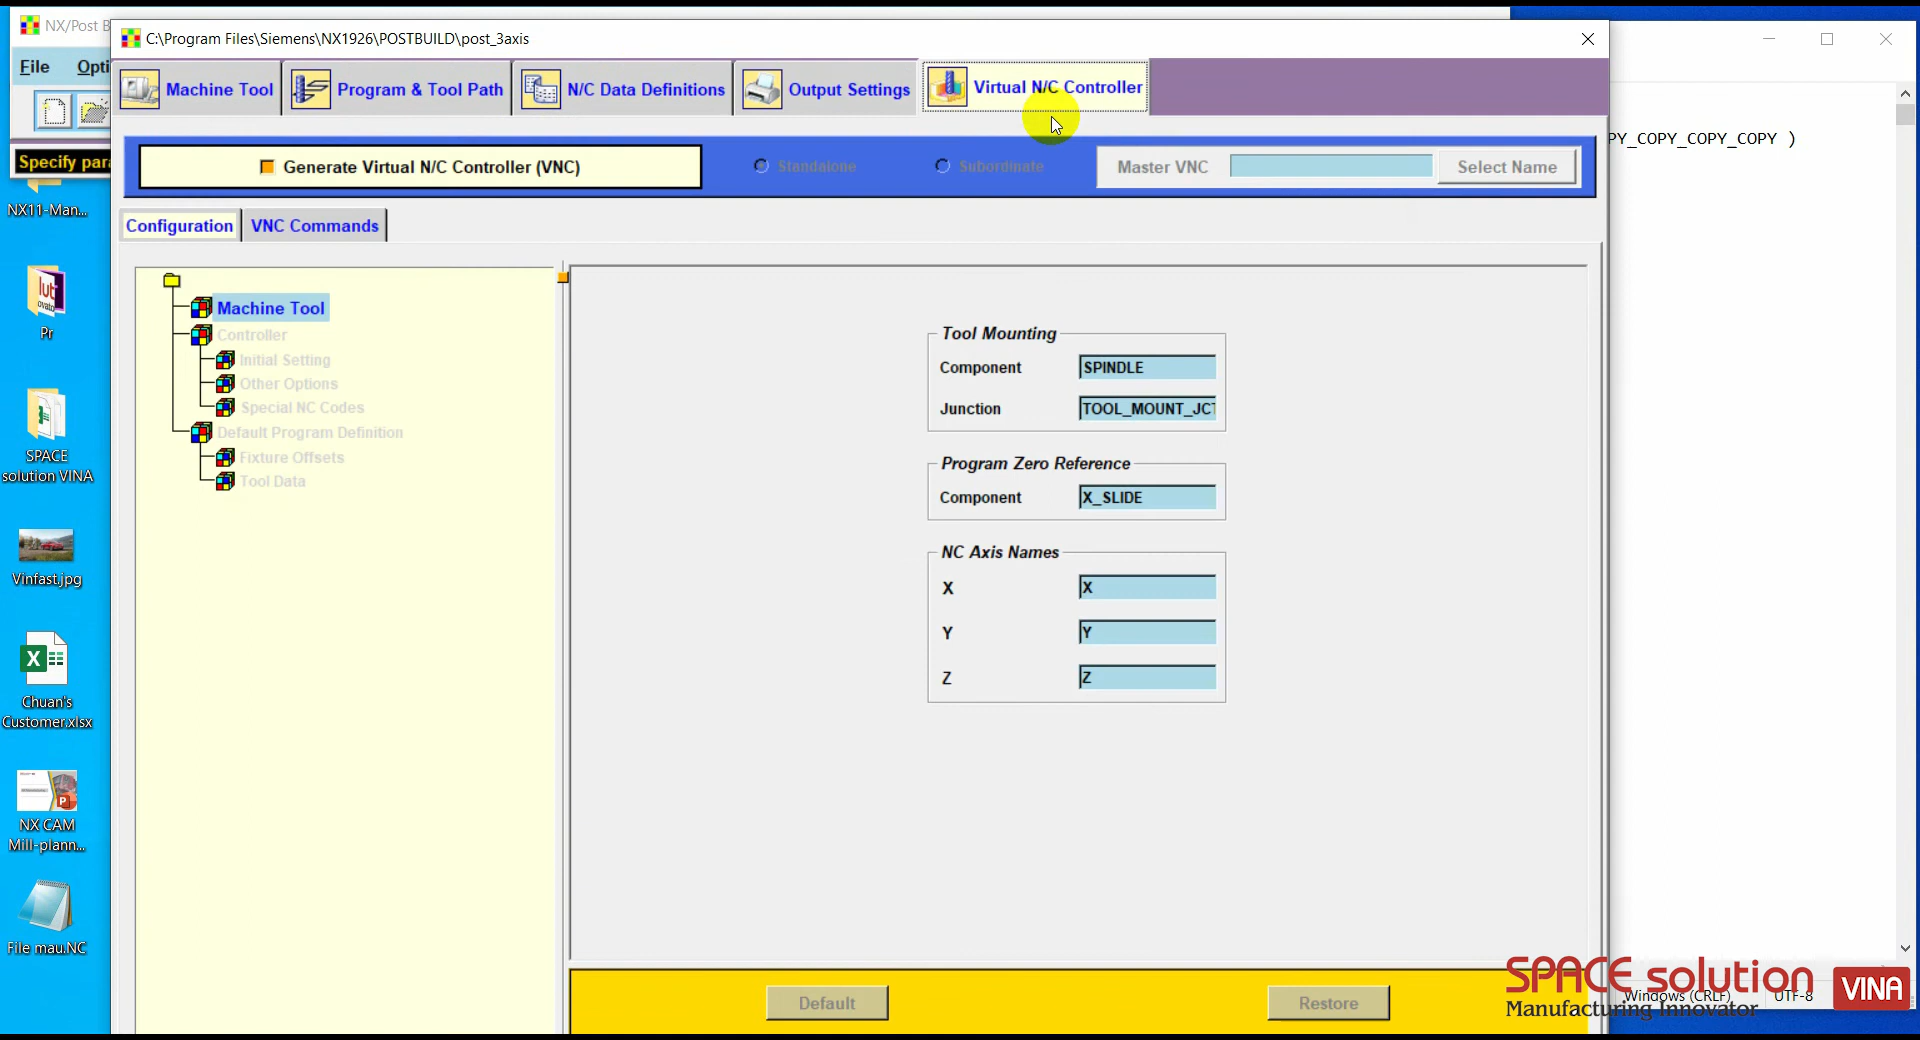 NX/Post B
C:\Program Files\Siemens\NX1926\POSTBUILD\post_3axis
File Opti
Machine Tool
Program & Tool Path
N/C Data Definitions
Output Settings
Virtual N/C Controller
PY_COPY_COPY_COPY )
Specify para
Generate Virtual N/C Controller (VNC)
Standalone
Subordinate
Master VNC
Select Name
Configuration
VNC Commands
Machine Tool
Controller
Initial Setting
Other Options
Special NC Codes
Default Program Definition
Fixture Offsets
Tool Data
Tool Mounting
Component SPINDLE
Junction TOOL_MOUNT_JCT
Program Zero Reference
Component X_SLIDE
NC Axis Names
X X
Y Y
Z Z
Default
Restore
NX11-Man...
Pr
SPACE
solution VINA
Vinfast.jpg
Chuan's
Customer.xlsx
NX CAM
Mill-plann...
File mau.NC
Windows (CRLF)
UTF-8
SPACE solution
Manufacturing Innovator
VINA